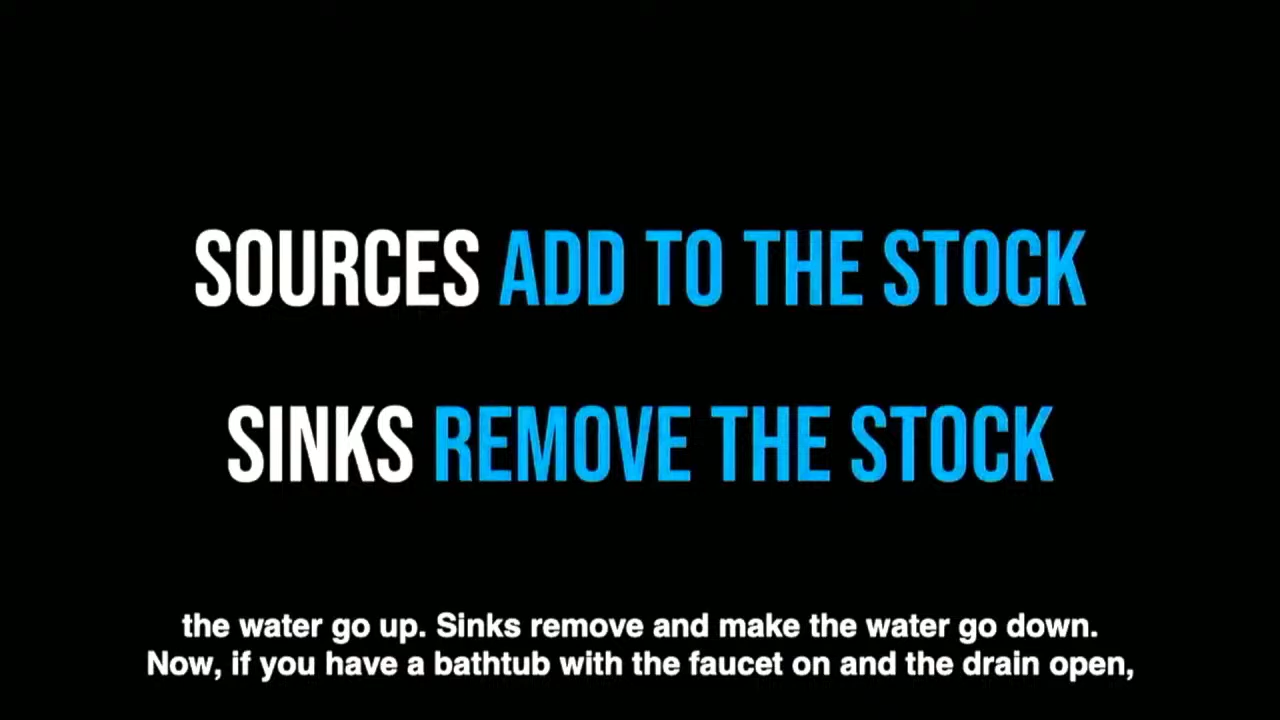 SOURCES ADD TO THE STOCK
SINKS REMOVE THE STOCK
the water go up. Sinks remove and make the water go down.
Now, if you have a bathtub with the faucet on and the drain open,